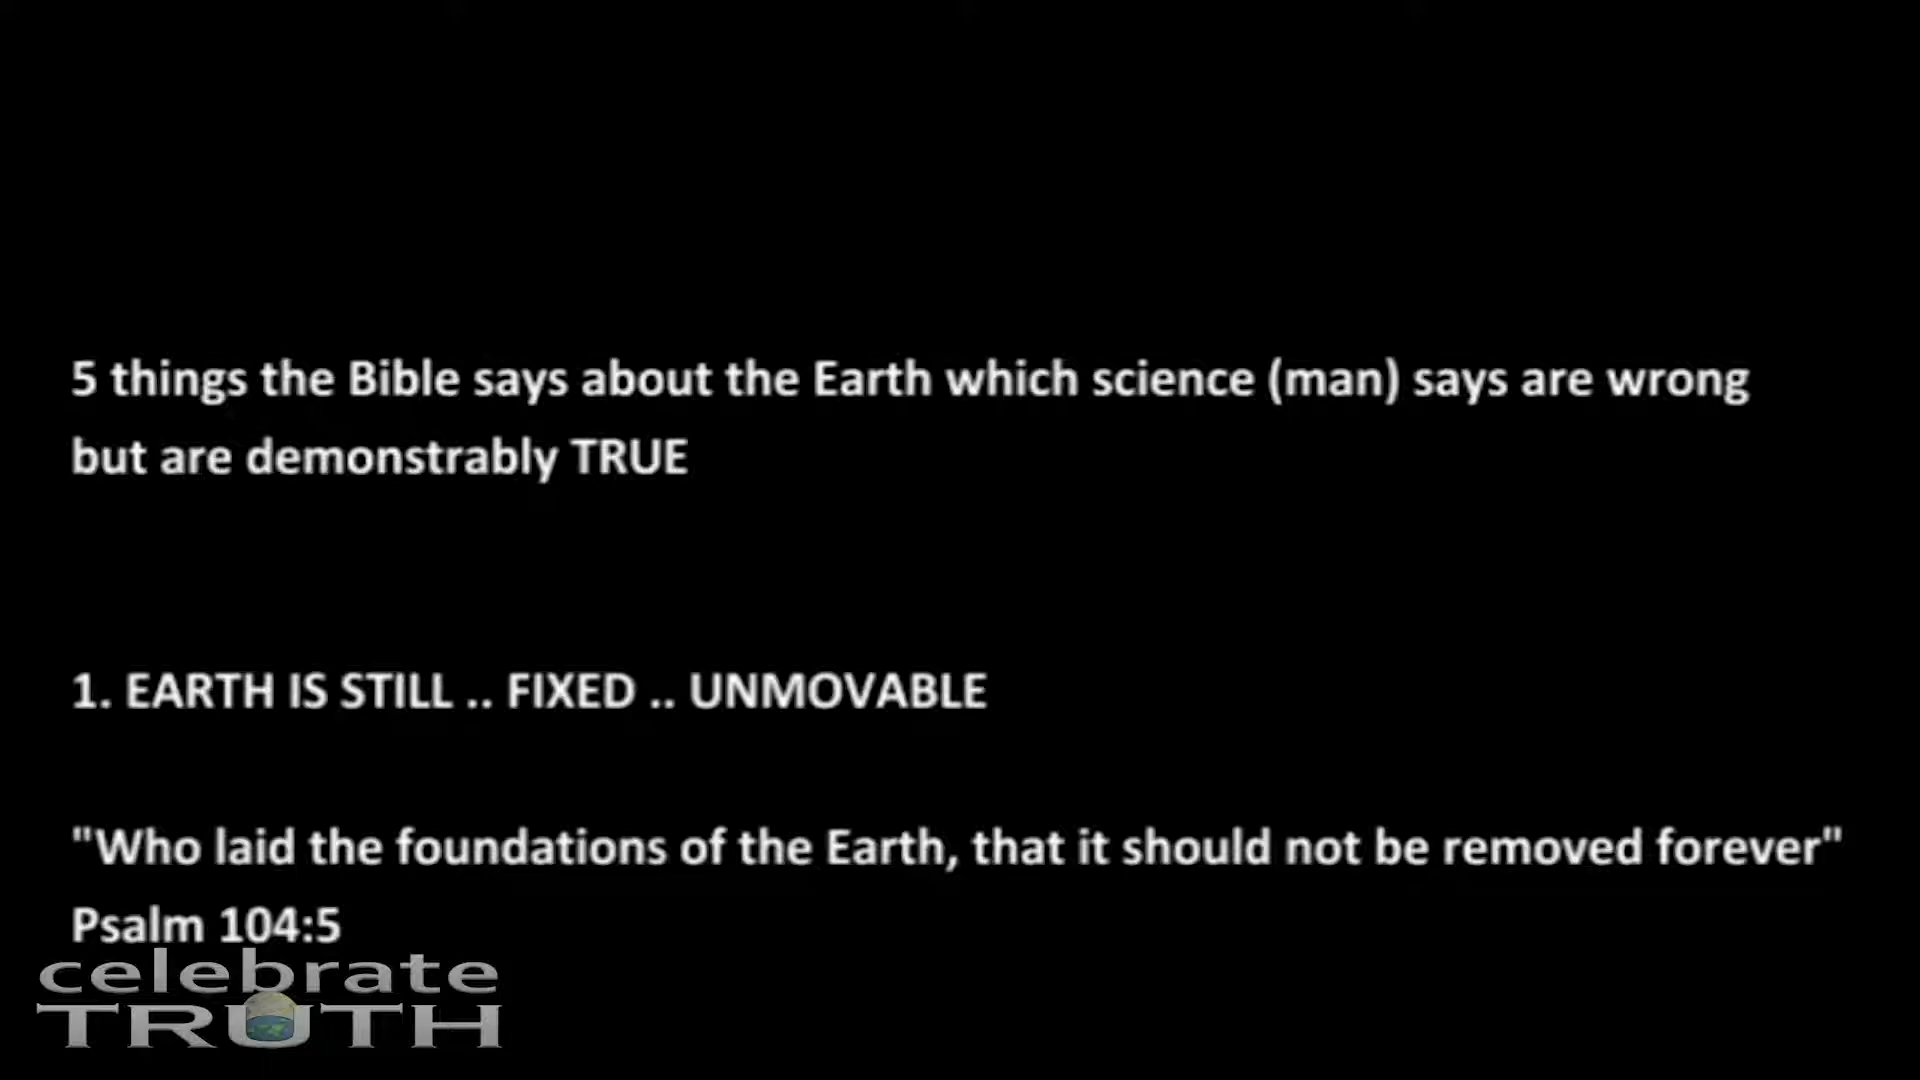 5 things the Bible says about the Earth which science (man) says are wrong
but are demonstrably TRUE
1. EARTH IS STILL .. FIXED .. UNMOVABLE
"Who laid the foundations of the Earth, that it should not be removed forever"
Psalm 104:5
celebrate
TRUTH